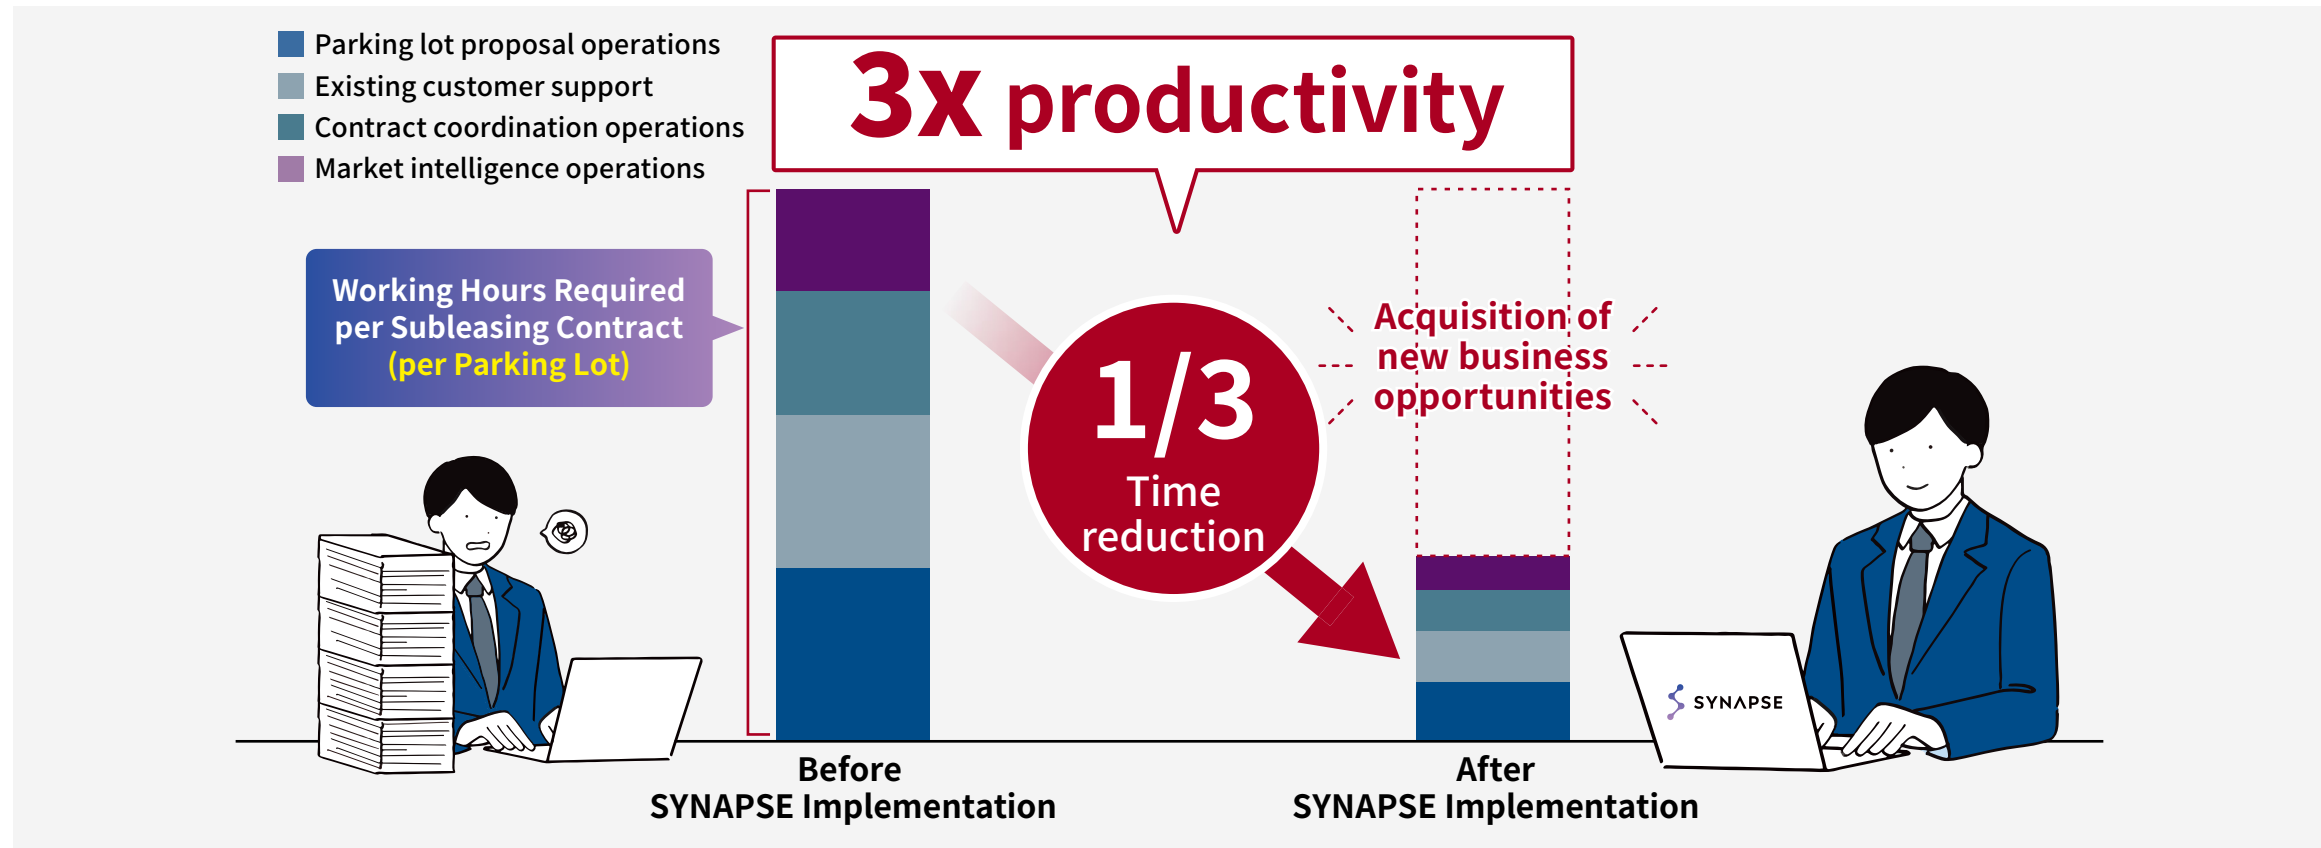 Parking lot proposal operations
Existing customer support
Contract coordination operations
Market intelligence operations
3x productivity
Working Hours Required
per Subleasing Contract
(per Parking Lot)
1/3
Time
reduction
Acquisition of
new business
opportunities
SYNAPSE
Before
SYNAPSE Implementation
After
SYNAPSE Implementation